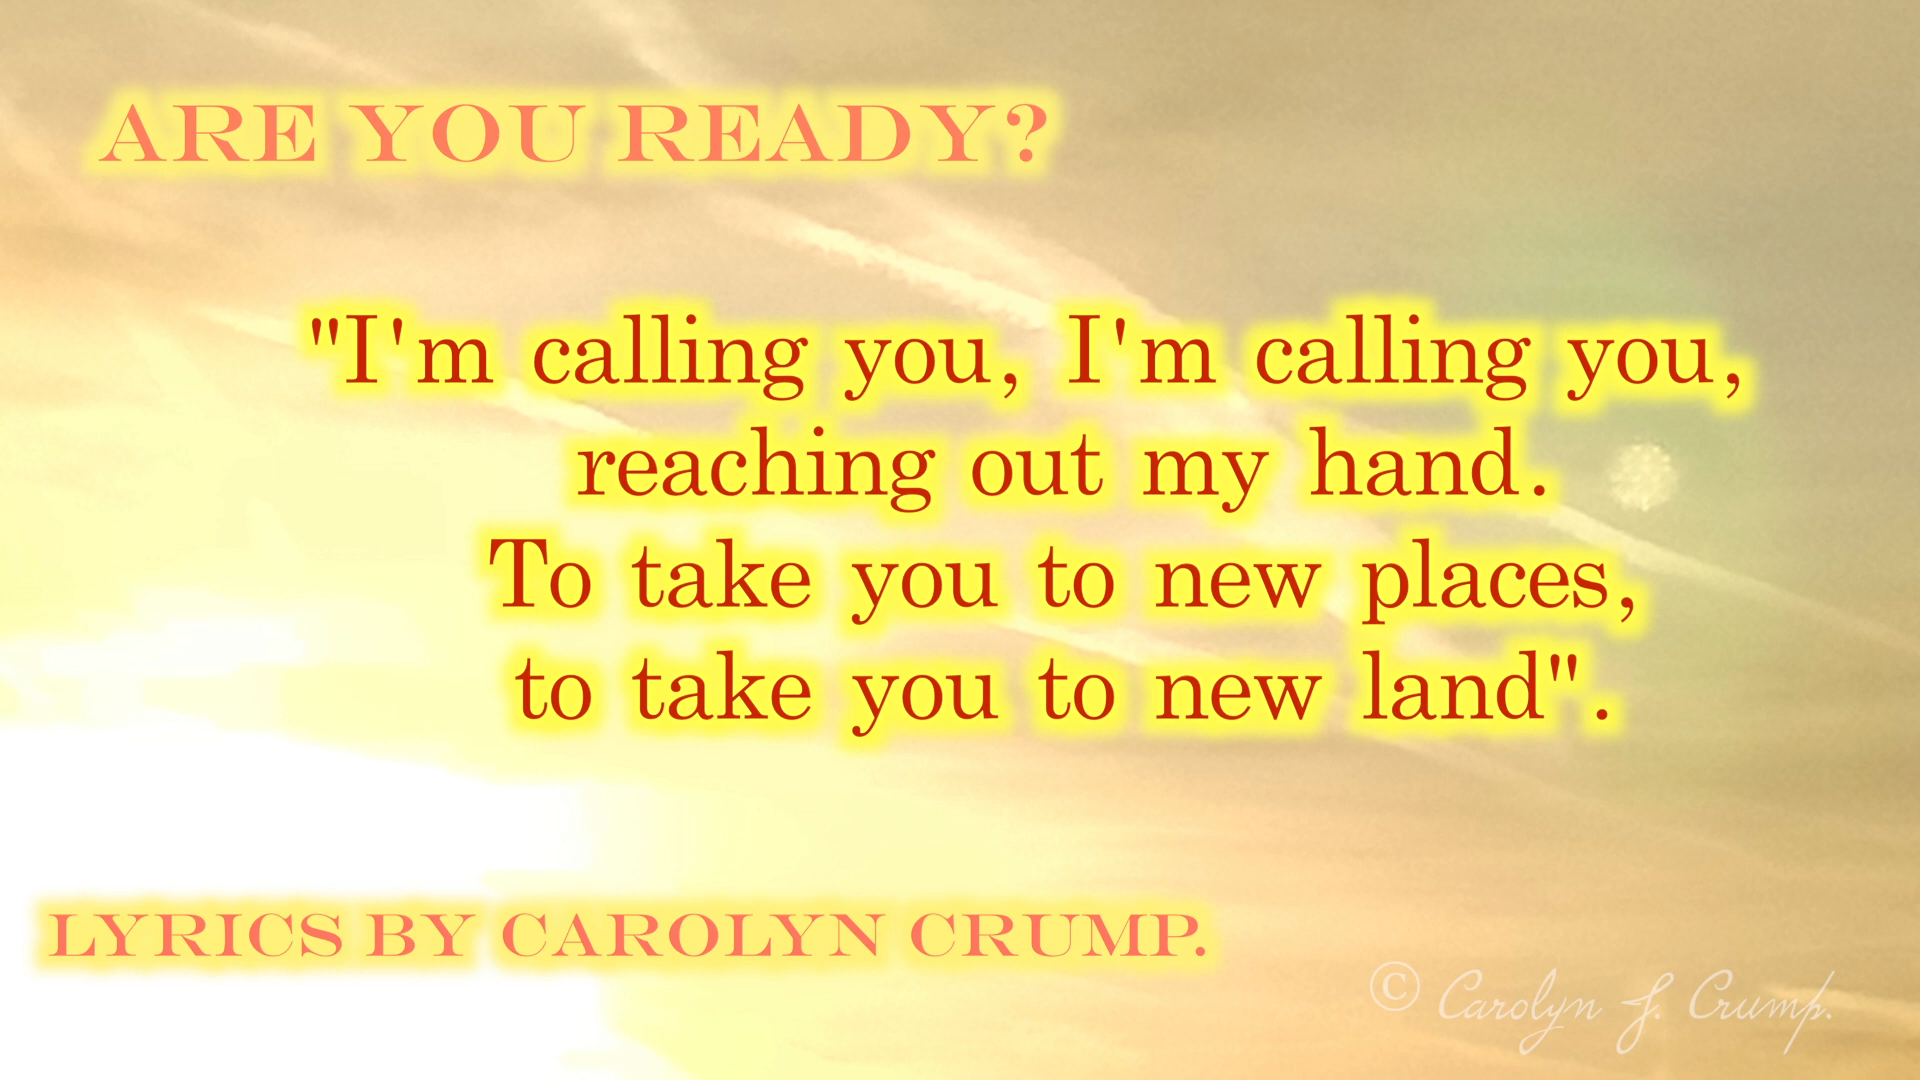 ARE YOU READY?
"I'm calling you, I'm calling you,
reaching out my hand.
To take you to new places,
to take you to new land".
LYRICS BY CAROLYN CRUMP.
© Carolyn J. Crump.